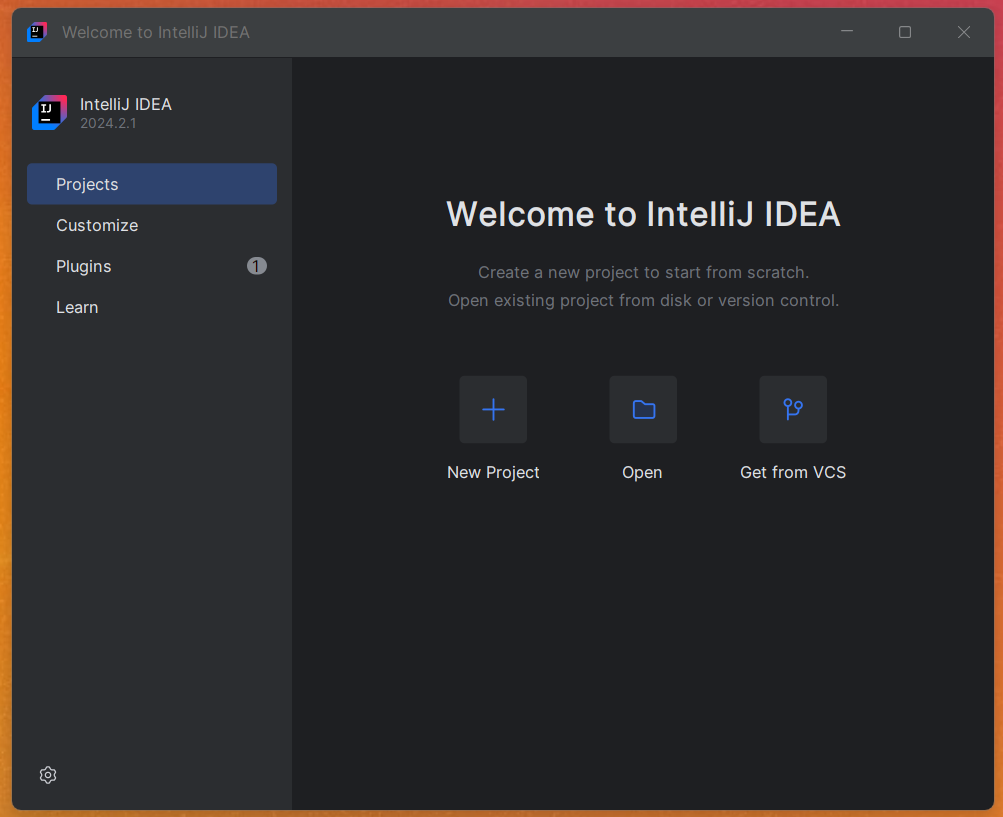 Welcome to IntelliJ IDEA
IntelliJ IDEA
2024.2.1
Projects
Customize
Plugins 1
Learn
Welcome to IntelliJ IDEA
Create a new project to start from scratch.
Open existing project from disk or version control.
New Project Open Get from VCS